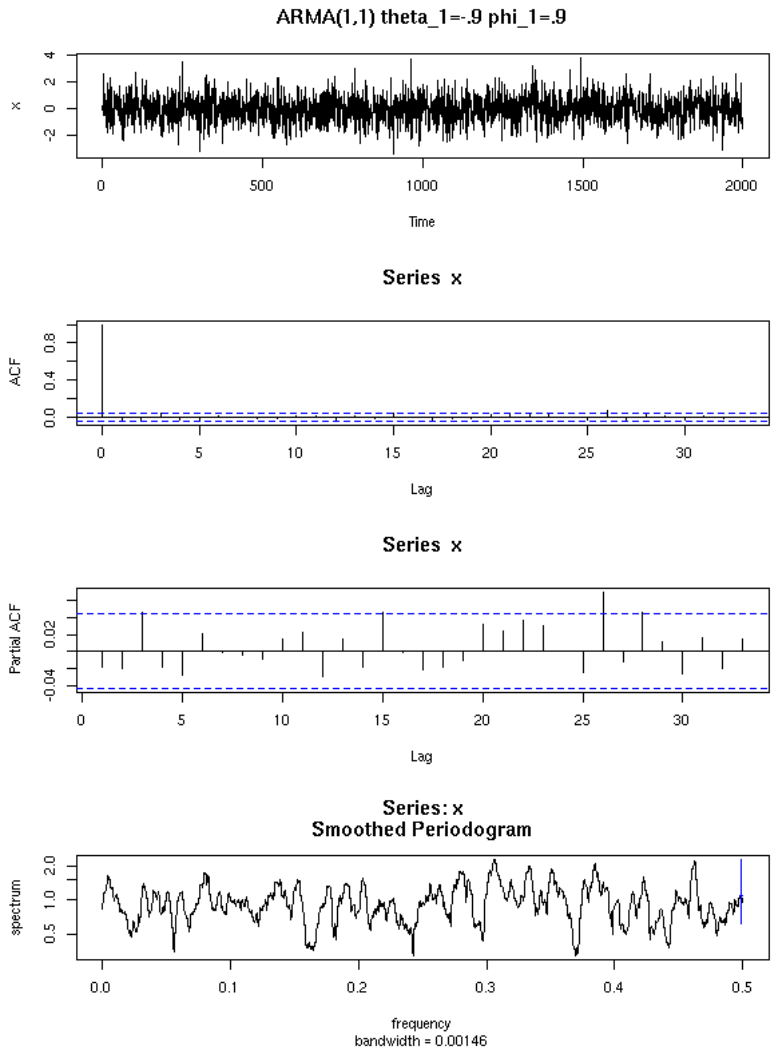 ARMA(1,1) theta_1=-.9 phi_1=.9
4
2
0
-2
x
0 500 1000 1500 2000
Time
Series x
0.8
0.4
0.0
ACF
0 5 10 15 20 25 30
Lag
Series x
0.02
-0.04
Partial ACF
0 5 10 15 20 25 30
Lag
Series: x
Smoothed Periodogram
2.0
1.0
0.5
spectrum
0.0 0.1 0.2 0.3 0.4 0.5
frequency
bandwidth = 0.00146